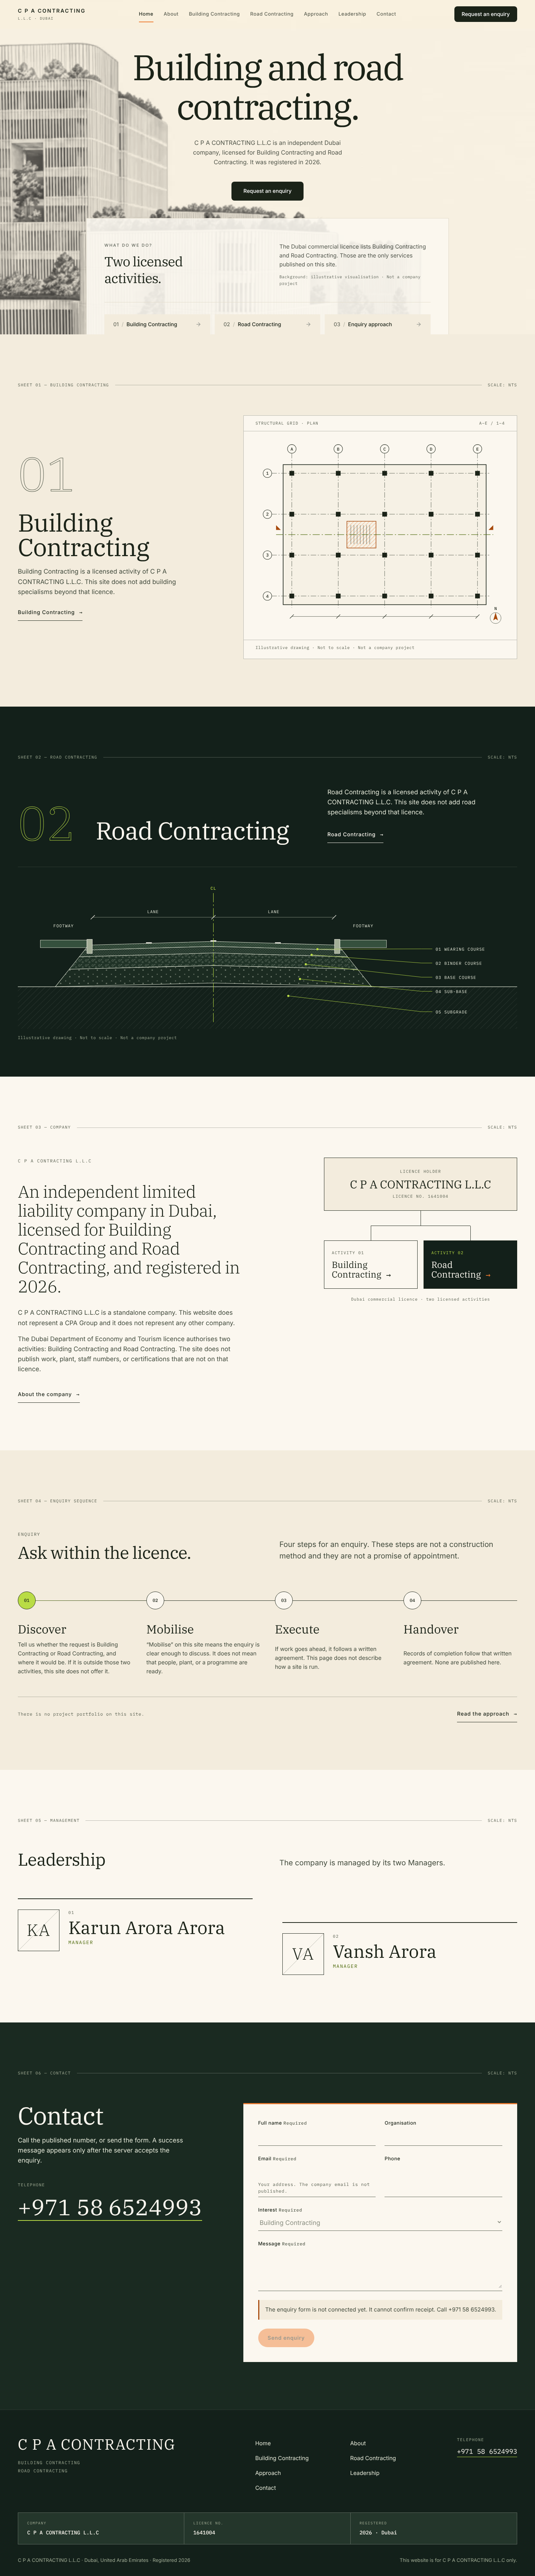 C P A CONTRACTING
L.L.C · DUBAI
Home
About
Building Contracting
Road Contracting
Approach
Leadership
Contact
Request an enquiry
Building and road
contracting.
C P A CONTRACTING L.L.C is an independent Dubai
company, licensed for Building Contracting and Road
Contracting. It was registered in 2026.
Request an enquiry
WHAT DO WE DO?
Two licensed
activities.
The Dubai commercial licence lists Building Contracting
and Road Contracting. Those are the only services
published on this site.
Background: illustrative visualisation · Not a company
project
01 / Building Contracting →
02 / Road Contracting →
03 / Enquiry approach →
SHEET 01 — BUILDING CONTRACTING
SCALE: NTS
01
Building
Contracting
Building Contracting is a licensed activity of C P A
CONTRACTING L.L.C. This site does not add building
specialisms beyond that licence.
Building Contracting →
STRUCTURAL GRID · PLAN
A–E / 1–4
A
B
C
D
E
1
2
3
4
N
Illustrative drawing · Not to scale · Not a company project
SHEET 02 — ROAD CONTRACTING
SCALE: NTS
02
Road Contracting
Road Contracting is a licensed activity of C P A
CONTRACTING L.L.C. This site does not add road
specialisms beyond that licence.
Road Contracting →
CL
LANE
LANE
FOOTWAY
FOOTWAY
01 WEARING COURSE
02 BINDER COURSE
03 BASE COURSE
04 SUB-BASE
05 SUBGRADE
Illustrative drawing · Not to scale · Not a company project
SHEET 03 — COMPANY
SCALE: NTS
C P A CONTRACTING L.L.C
An independent limited
liability company in Dubai,
licensed for Building
Contracting and Road
Contracting, and registered in
2026.
C P A CONTRACTING L.L.C is a standalone company. This website does
not represent a CPA Group and it does not represent any other company.
The Dubai Department of Economy and Tourism licence authorises two
activities: Building Contracting and Road Contracting. The site does not
publish work, plant, staff numbers, or certifications that are not on that
licence.
About the company →
LICENCE HOLDER
C P A CONTRACTING L.L.C
LICENCE NO. 1641004
ACTIVITY 01
Building
Contracting →
ACTIVITY 02
Road
Contracting →
Dubai commercial licence · two licensed activities
SHEET 04 — ENQUIRY SEQUENCE
SCALE: NTS
ENQUIRY
Ask within the licence.
Four steps for an enquiry. These steps are not a construction
method and they are not a promise of appointment.
01
02
03
04
Discover
Tell us whether the request is Building
Contracting or Road Contracting, and
where it would be. If it is outside those two
activities, this site does not offer it.
Mobilise
"Mobilise" on this site means the enquiry is
clear enough to discuss. It does not mean
that people, plant, or a programme are
ready.
Execute
If work goes ahead, it follows a written
agreement. This page does not describe
how a site is run.
Handover
Records of completion follow that written
agreement. None are published here.
There is no project portfolio on this site.
Read the approach →
SHEET 05 — MANAGEMENT
SCALE: NTS
Leadership
The company is managed by its two Managers.
KA
01
Karun Arora Arora
MANAGER
VA
02
Vansh Arora
MANAGER
SHEET 06 — CONTACT
SCALE: NTS
Contact
Call the published number, or send the form. A success
message appears only after the server accepts the
enquiry.
TELEPHONE
+971 58 6524993
Full name Required
Organisation
Email Required
Phone
Your address. The company email is not
published.
Interest Required
Building Contracting
Message Required
The enquiry form is not connected yet. It cannot confirm receipt. Call +971 58 6524993.
Send enquiry
C P A CONTRACTING
BUILDING CONTRACTING
ROAD CONTRACTING
Home
About
Building Contracting
Road Contracting
Approach
Leadership
Contact
TELEPHONE
+971 58 6524993
COMPANY
C P A CONTRACTING L.L.C
LICENCE NO.
1641004
REGISTERED
2026 · Dubai
C P A CONTRACTING L.L.C · Dubai, United Arab Emirates · Registered 2026
This website is for C P A CONTRACTING L.L.C only.